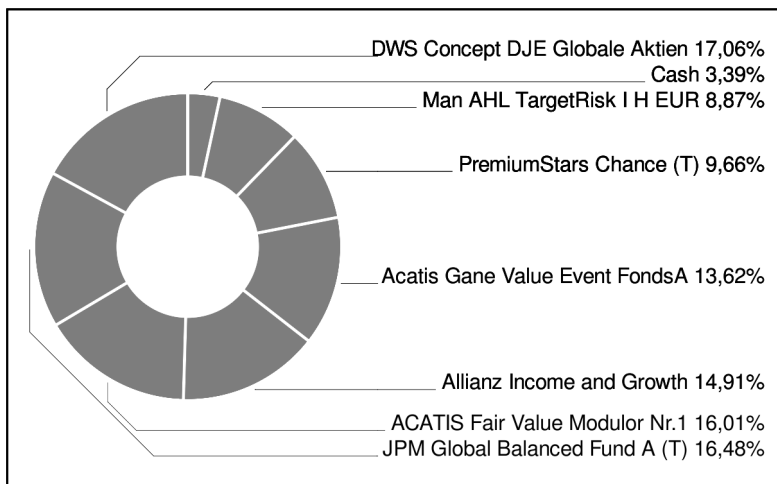 DWS Concept DJE Globale Aktien 17,06%
Cash 3,39%
Man AHL TargetRisk I H EUR 8,87%
PremiumStars Chance (T) 9,66%
Acatis Gane Value Event FondsA 13,62%
Allianz Income and Growth 14,91%
ACATIS Fair Value Modulor Nr.1 16,01%
JPM Global Balanced Fund A (T) 16,48%